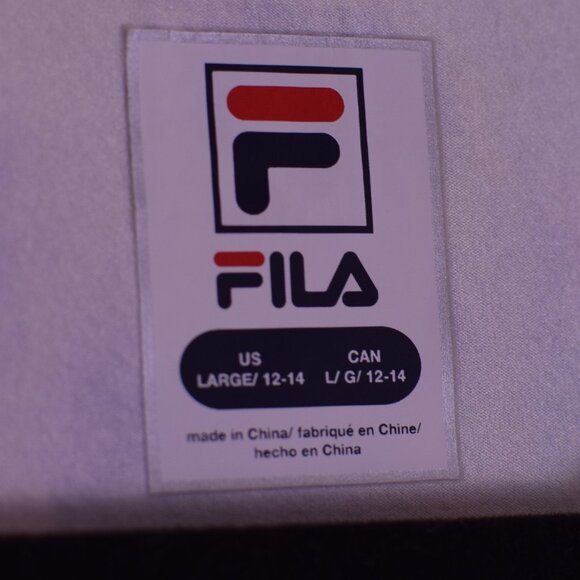 F
FILA
US CAN
LARGE/ 12-14 L/ G/ 12-14
made in China/ fabriqué en Chine/
hecho en China